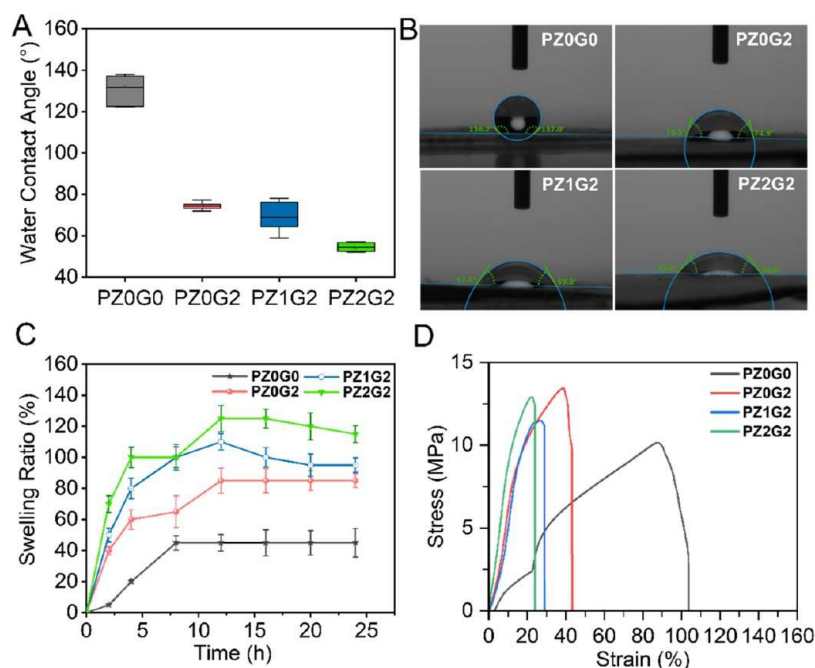 A
Water Contact Angle (°)
160
140
120
100
80
60
40
PZ0G0 PZ0G2 PZ1G2 PZ2G2
B
PZ0G0
137.0°
PZ0G2
PZ1G2
PZ2G2
C
Swelling Ratio (%)
160
140
120
100
80
60
40
20
0
PZ0G0 PZ1G2
PZ0G2 PZ2G2
0 5 10 15 20 25
Time (h)
D
Stress (MPa)
15
10
5
0
PZ0G0
PZ0G2
PZ1G2
PZ2G2
0 20 40 60 80 100 120 140 160
Strain (%)